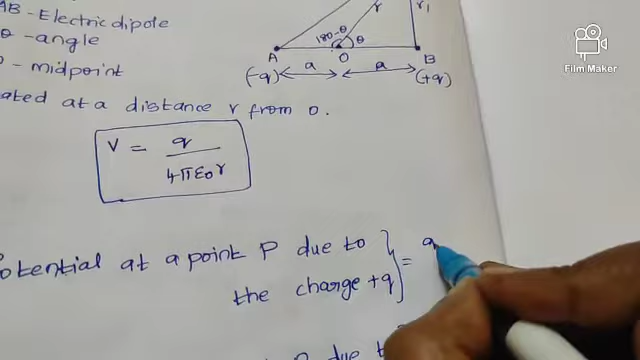 AB - Electric dipole
θ - angle
r
r₁
180-θ
θ
- midpoint
A
O
B
(-q)
a
a
(+q)
at a distance r from O.
V = q / 4πε₀r
Potential at a point P due to
the charge +q } = q
due
Film Maker